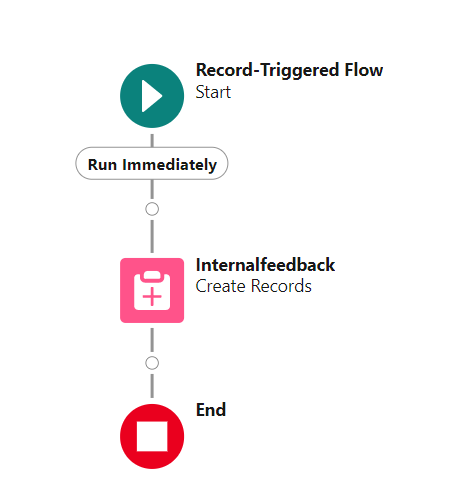 Record-Triggered Flow
Start
Run Immediately
Internalfeedback
Create Records
End